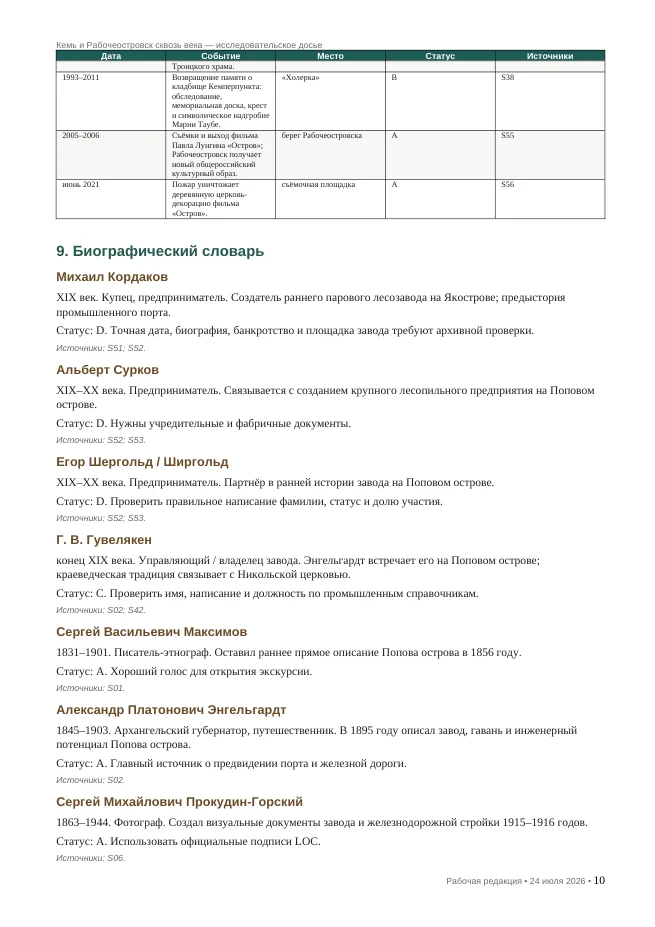 Кемь и Рабочеостровск сквозь века — исследовательское досье
Дата Событие Место Статус Источники
Троицкого храма.
1993–2011 Возвращение памяти о «Холерка» B S38
кладбище Кемперпункта:
обследование,
мемориальная доска, крест
и символическое надгробие
Марии Таубе.
2005–2006 Съёмки и выход фильма берег Рабочеостровска A S55
Павла Лунгина «Остров»;
Рабочеостровск получает
новый общероссийский
культурный образ.
июнь 2021 Пожар уничтожает съёмочная площадка A S56
деревянную церковь-
декорацию фильма
«Остров».
9. Биографический словарь
Михаил Кордаков
XIX век. Купец, предприниматель. Создатель раннего парового лесозавода на Якострове; предыстория
промышленного порта.
Статус: D. Точная дата, биография, банкротство и площадка завода требуют архивной проверки.
Источники: S51; S52.
Альберт Сурков
XIX–XX века. Предприниматель. Связывается с созданием крупного лесопильного предприятия на Поповом
острове.
Статус: D. Нужны учредительные и фабричные документы.
Источники: S52; S53.
Егор Шергольд / Ширгольд
XIX–XX века. Предприниматель. Партнёр в ранней истории завода на Поповом острове.
Статус: D. Проверить правильное написание фамилии, статус и долю участия.
Источники: S52; S53.
Г. В. Гувелякен
конец XIX века. Управляющий / владелец завода. Энгельгардт встречает его на Поповом острове;
краеведческая традиция связывает с Никольской церковью.
Статус: C. Проверить имя, написание и должность по промышленным справочникам.
Источники: S02; S42.
Сергей Васильевич Максимов
1831–1901. Писатель-этнограф. Оставил раннее прямое описание Попова острова в 1856 году.
Статус: A. Хороший голос для открытия экскурсии.
Источники: S01.
Александр Платонович Энгельгардт
1845–1903. Архангельский губернатор, путешественник. В 1895 году описал завод, гавань и инженерный
потенциал Попова острова.
Статус: A. Главный источник о предвидении порта и железной дороги.
Источники: S02.
Сергей Михайлович Прокудин-Горский
1863–1944. Фотограф. Создал визуальные документы завода и железнодорожной стройки 1915–1916 годов.
Статус: A. Использовать официальные подписи LOC.
Источники: S06.
Рабочая редакция • 24 июля 2026 • 10